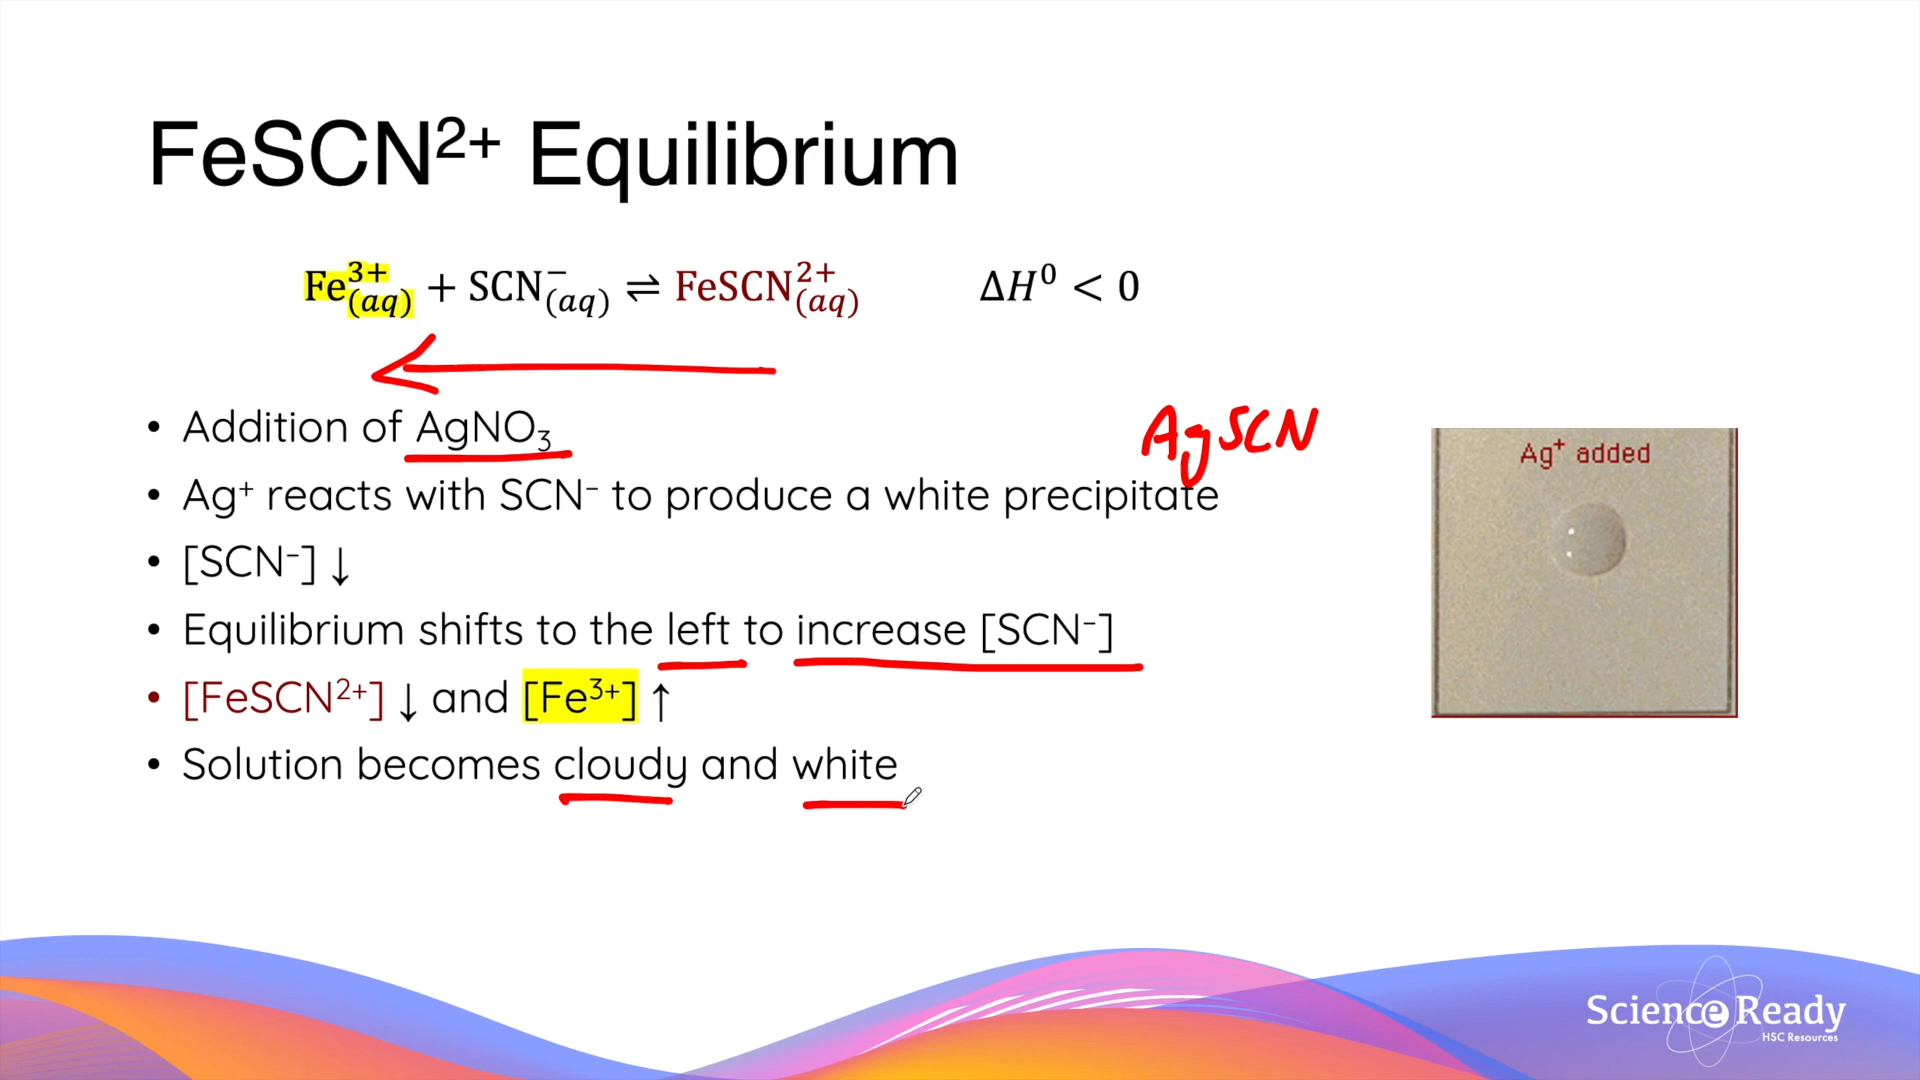 FeSCN²⁺ Equilibrium
Fe³⁺(aq) + SCN⁻(aq) ⇌ FeSCN²⁺(aq) ΔH⁰ < 0
• Addition of AgNO₃
AgSCN
Ag⁺ added
• Ag⁺ reacts with SCN⁻ to produce a white precipitate
• [SCN⁻] ↓
• Equilibrium shifts to the left to increase [SCN⁻]
• [FeSCN²⁺] ↓ and [Fe³⁺] ↑
• Solution becomes cloudy and white
Science Ready
HSC Resources